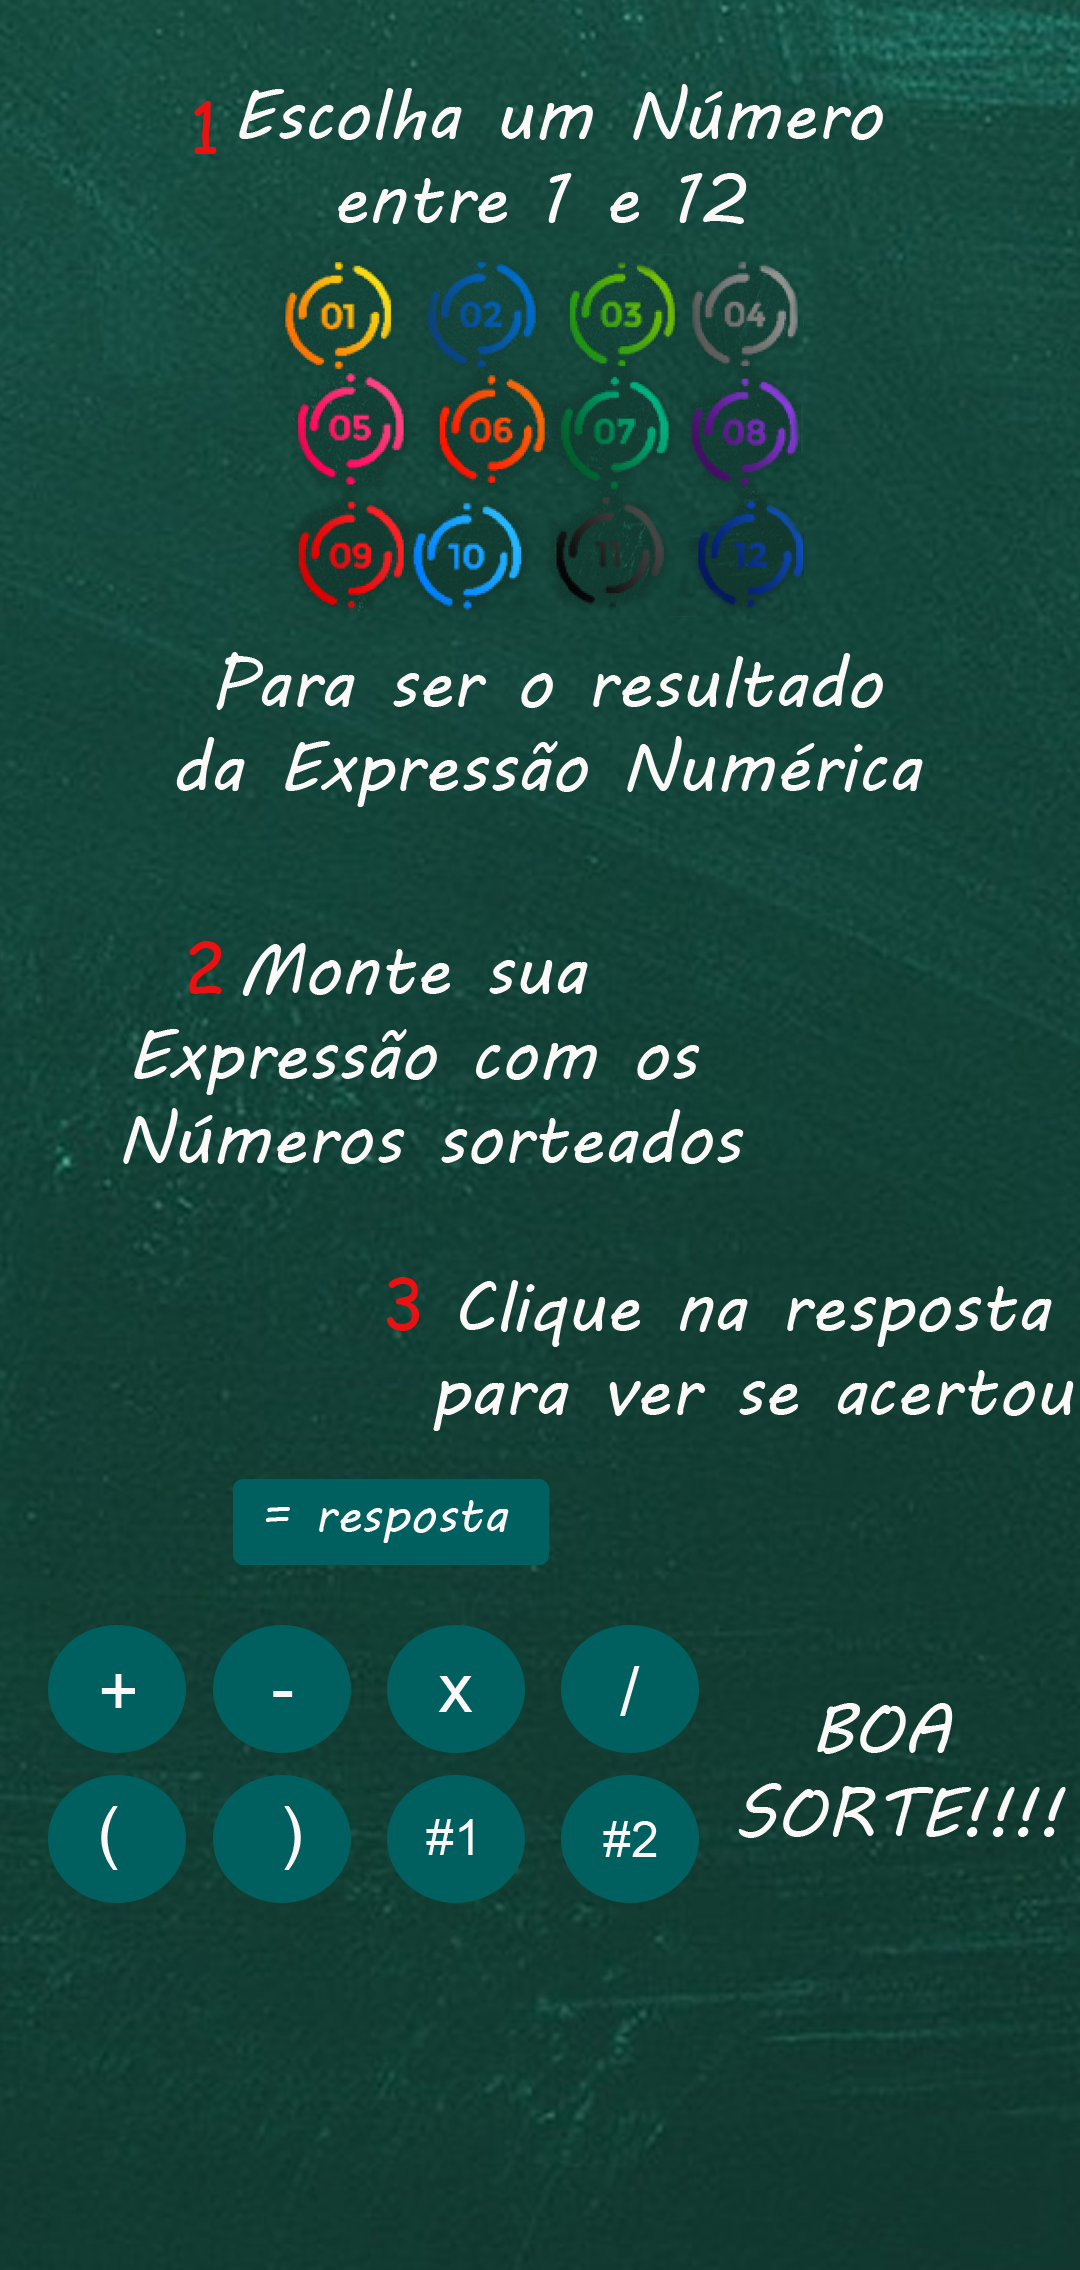 1 Escolha um Número
entre 1 e 12
01 02 03 04
05 06 07 08
09 10 11 12
Para ser o resultado
da Expressão Numérica
2 Monte sua
Expressão com os
Números sorteados
3 Clique na resposta
para ver se acertou
= resposta
+ - x /
( ) #1 #2
BOA
SORTE!!!!